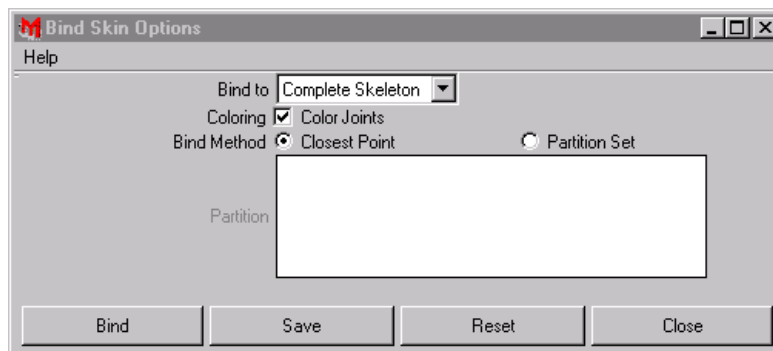 Bind Skin Options
Help
Bind to Complete Skeleton
Coloring Color Joints
Bind Method Closest Point Partition Set
Partition
Bind Save Reset Close